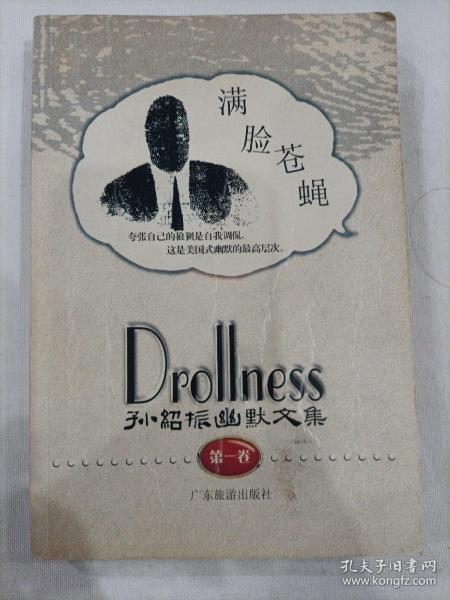 满脸苍蝇
夸张自己的狼狈是自我调侃,
这是美国式幽默的最高层次。
Drollness
孙紹振幽默文集
第一卷
广东旅游出版社
孔夫子旧书网
www.kongfz.com